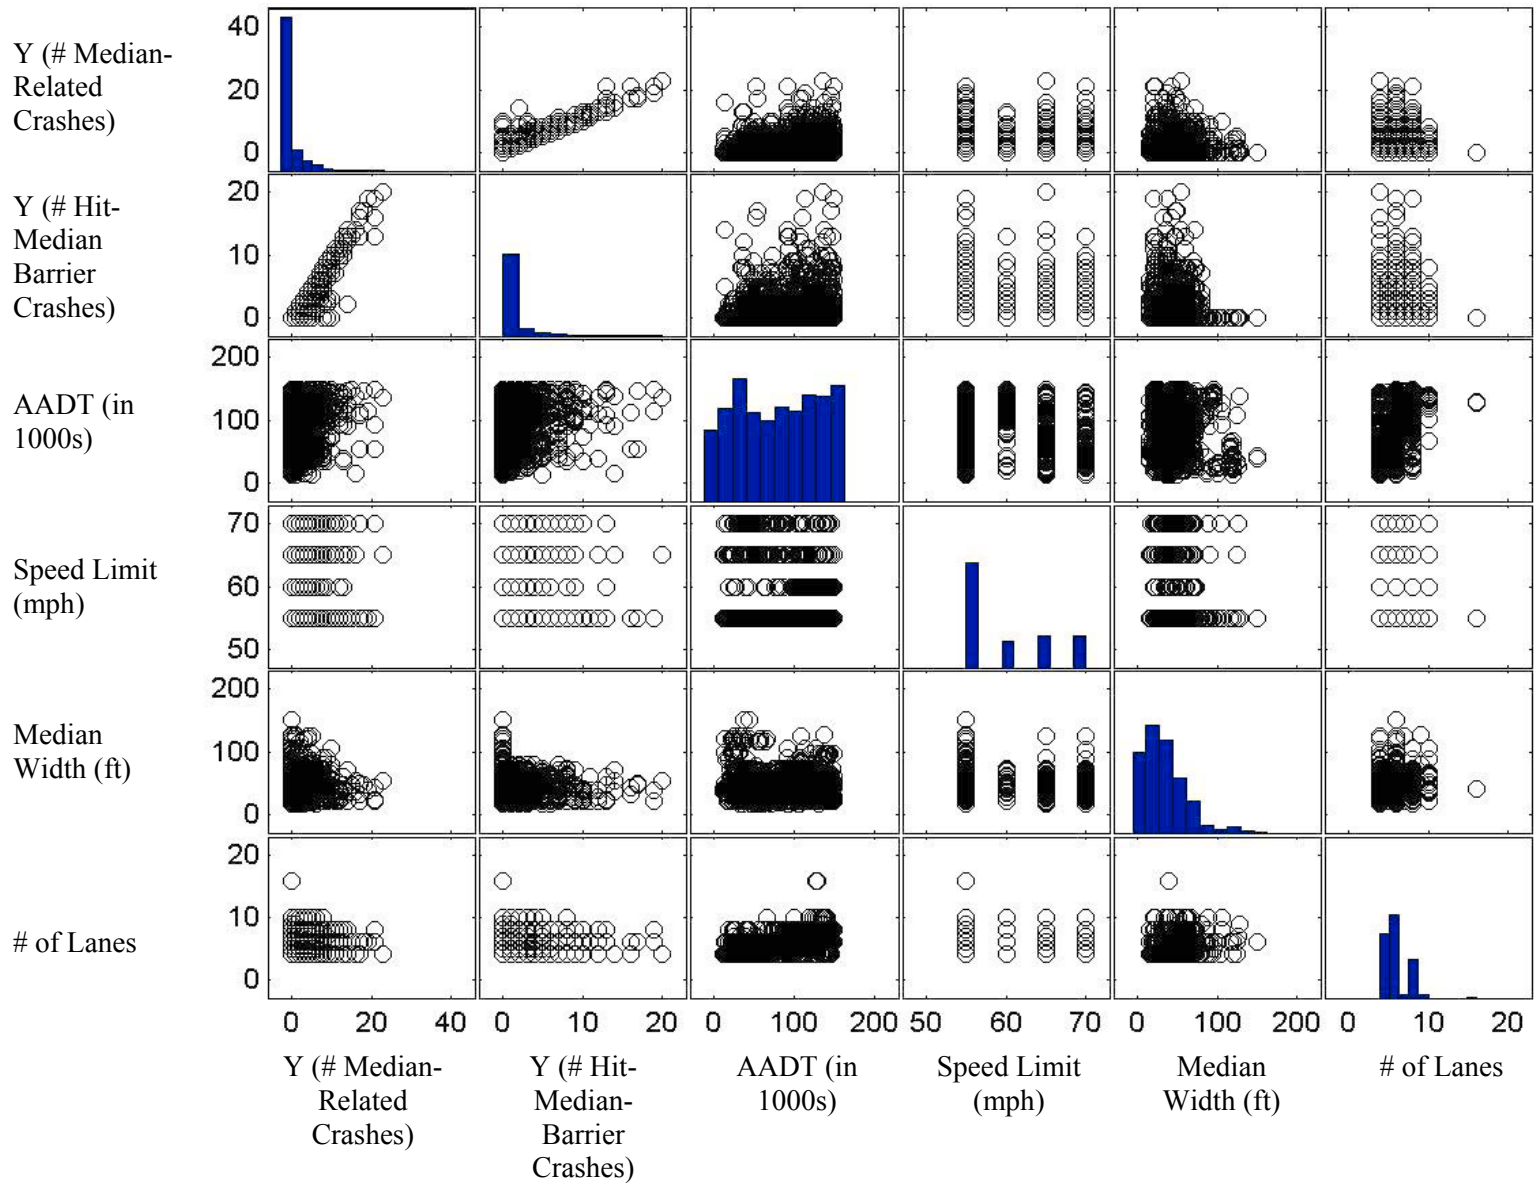 Y (# Median-
Related
Crashes)
40
20
0
Y (# Hit-
Median
Barrier
Crashes)
20
10
0
AADT (in
1000s)
200
100
0
Speed Limit
(mph)
70
60
50
Median
Width (ft)
200
100
0
# of Lanes
20
10
0
0 20 40 0 10 20 0 100 200 50 60 70 0 100 200 0 10 20
Y (# Median-
Related
Crashes)
Y (# Hit-
Median-
Barrier
Crashes)
AADT (in
1000s)
Speed Limit
(mph)
Median
Width (ft)
# of Lanes